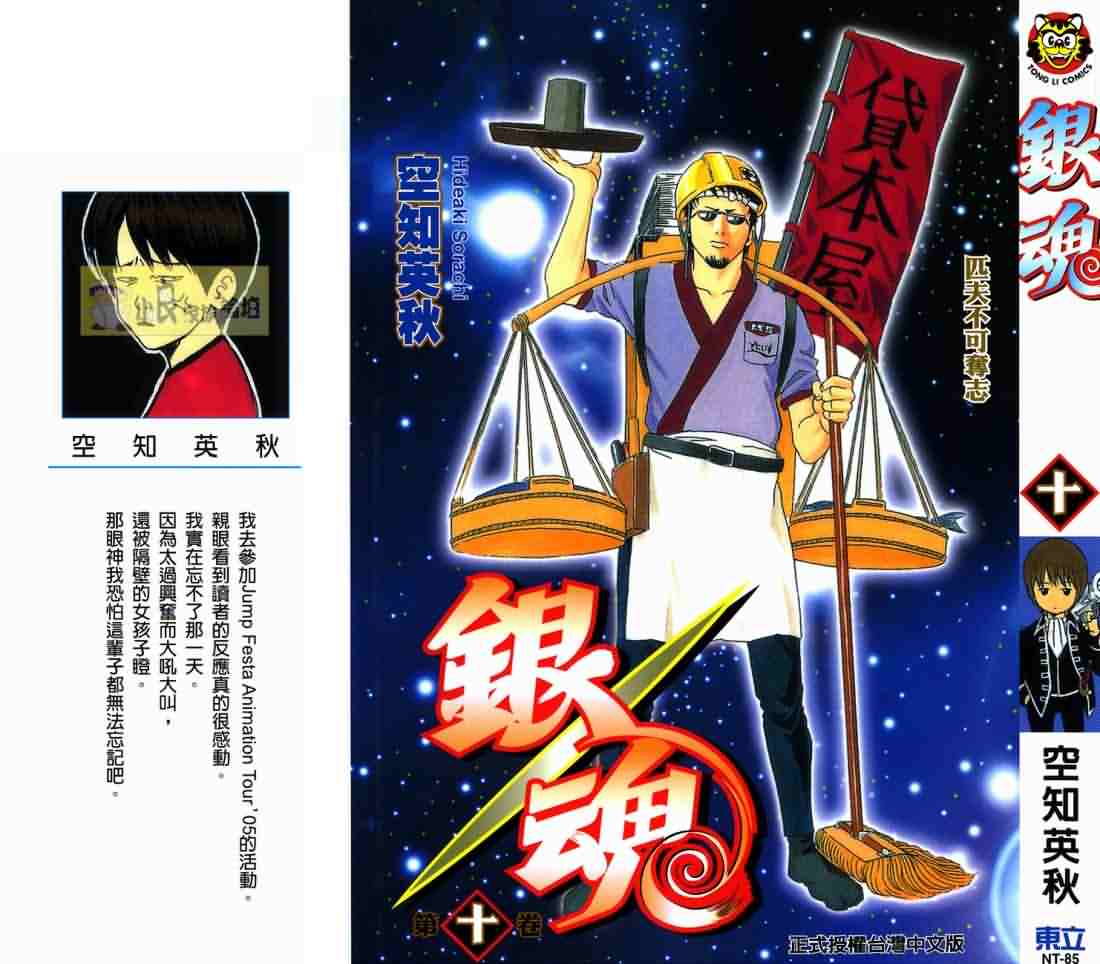 空知英秋
我去參加Jump Festa Animation Tour'05的活動。
親眼看到讀者的反應真的很感動。
我實在忘不了那一天。
因為太過興奮而大吼大叫，
還被隔壁的女孩子瞪。
那眼神我恐怕這輩子都無法忘記吧。
空知英秋
Hideaki Sorachi
貸本屋
匹夫不可奪志
銀魂
第十卷
正式授權台灣中文版
TONG LI COMICS
銀魂
十
空知英秋
東立
NT-85